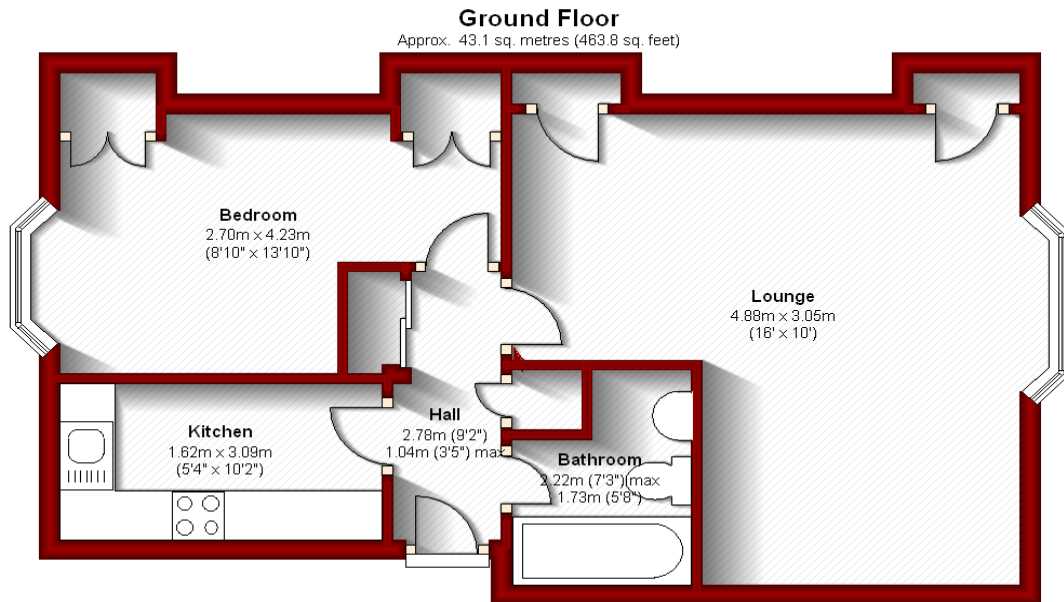 Ground Floor
Approx. 43.1 sq. metres (463.8 sq. feet)
Bedroom
2.70m x 4.23m
(8'10" x 13'10")
Lounge
4.88m x 3.05m
(16' x 10')
Kitchen
1.62m x 3.09m
(5'4" x 10'2")
Hall
2.78m (9'2")
1.04m (3'5") max
Bathroom
2.22m (7'3") max
1.73m (5'8")